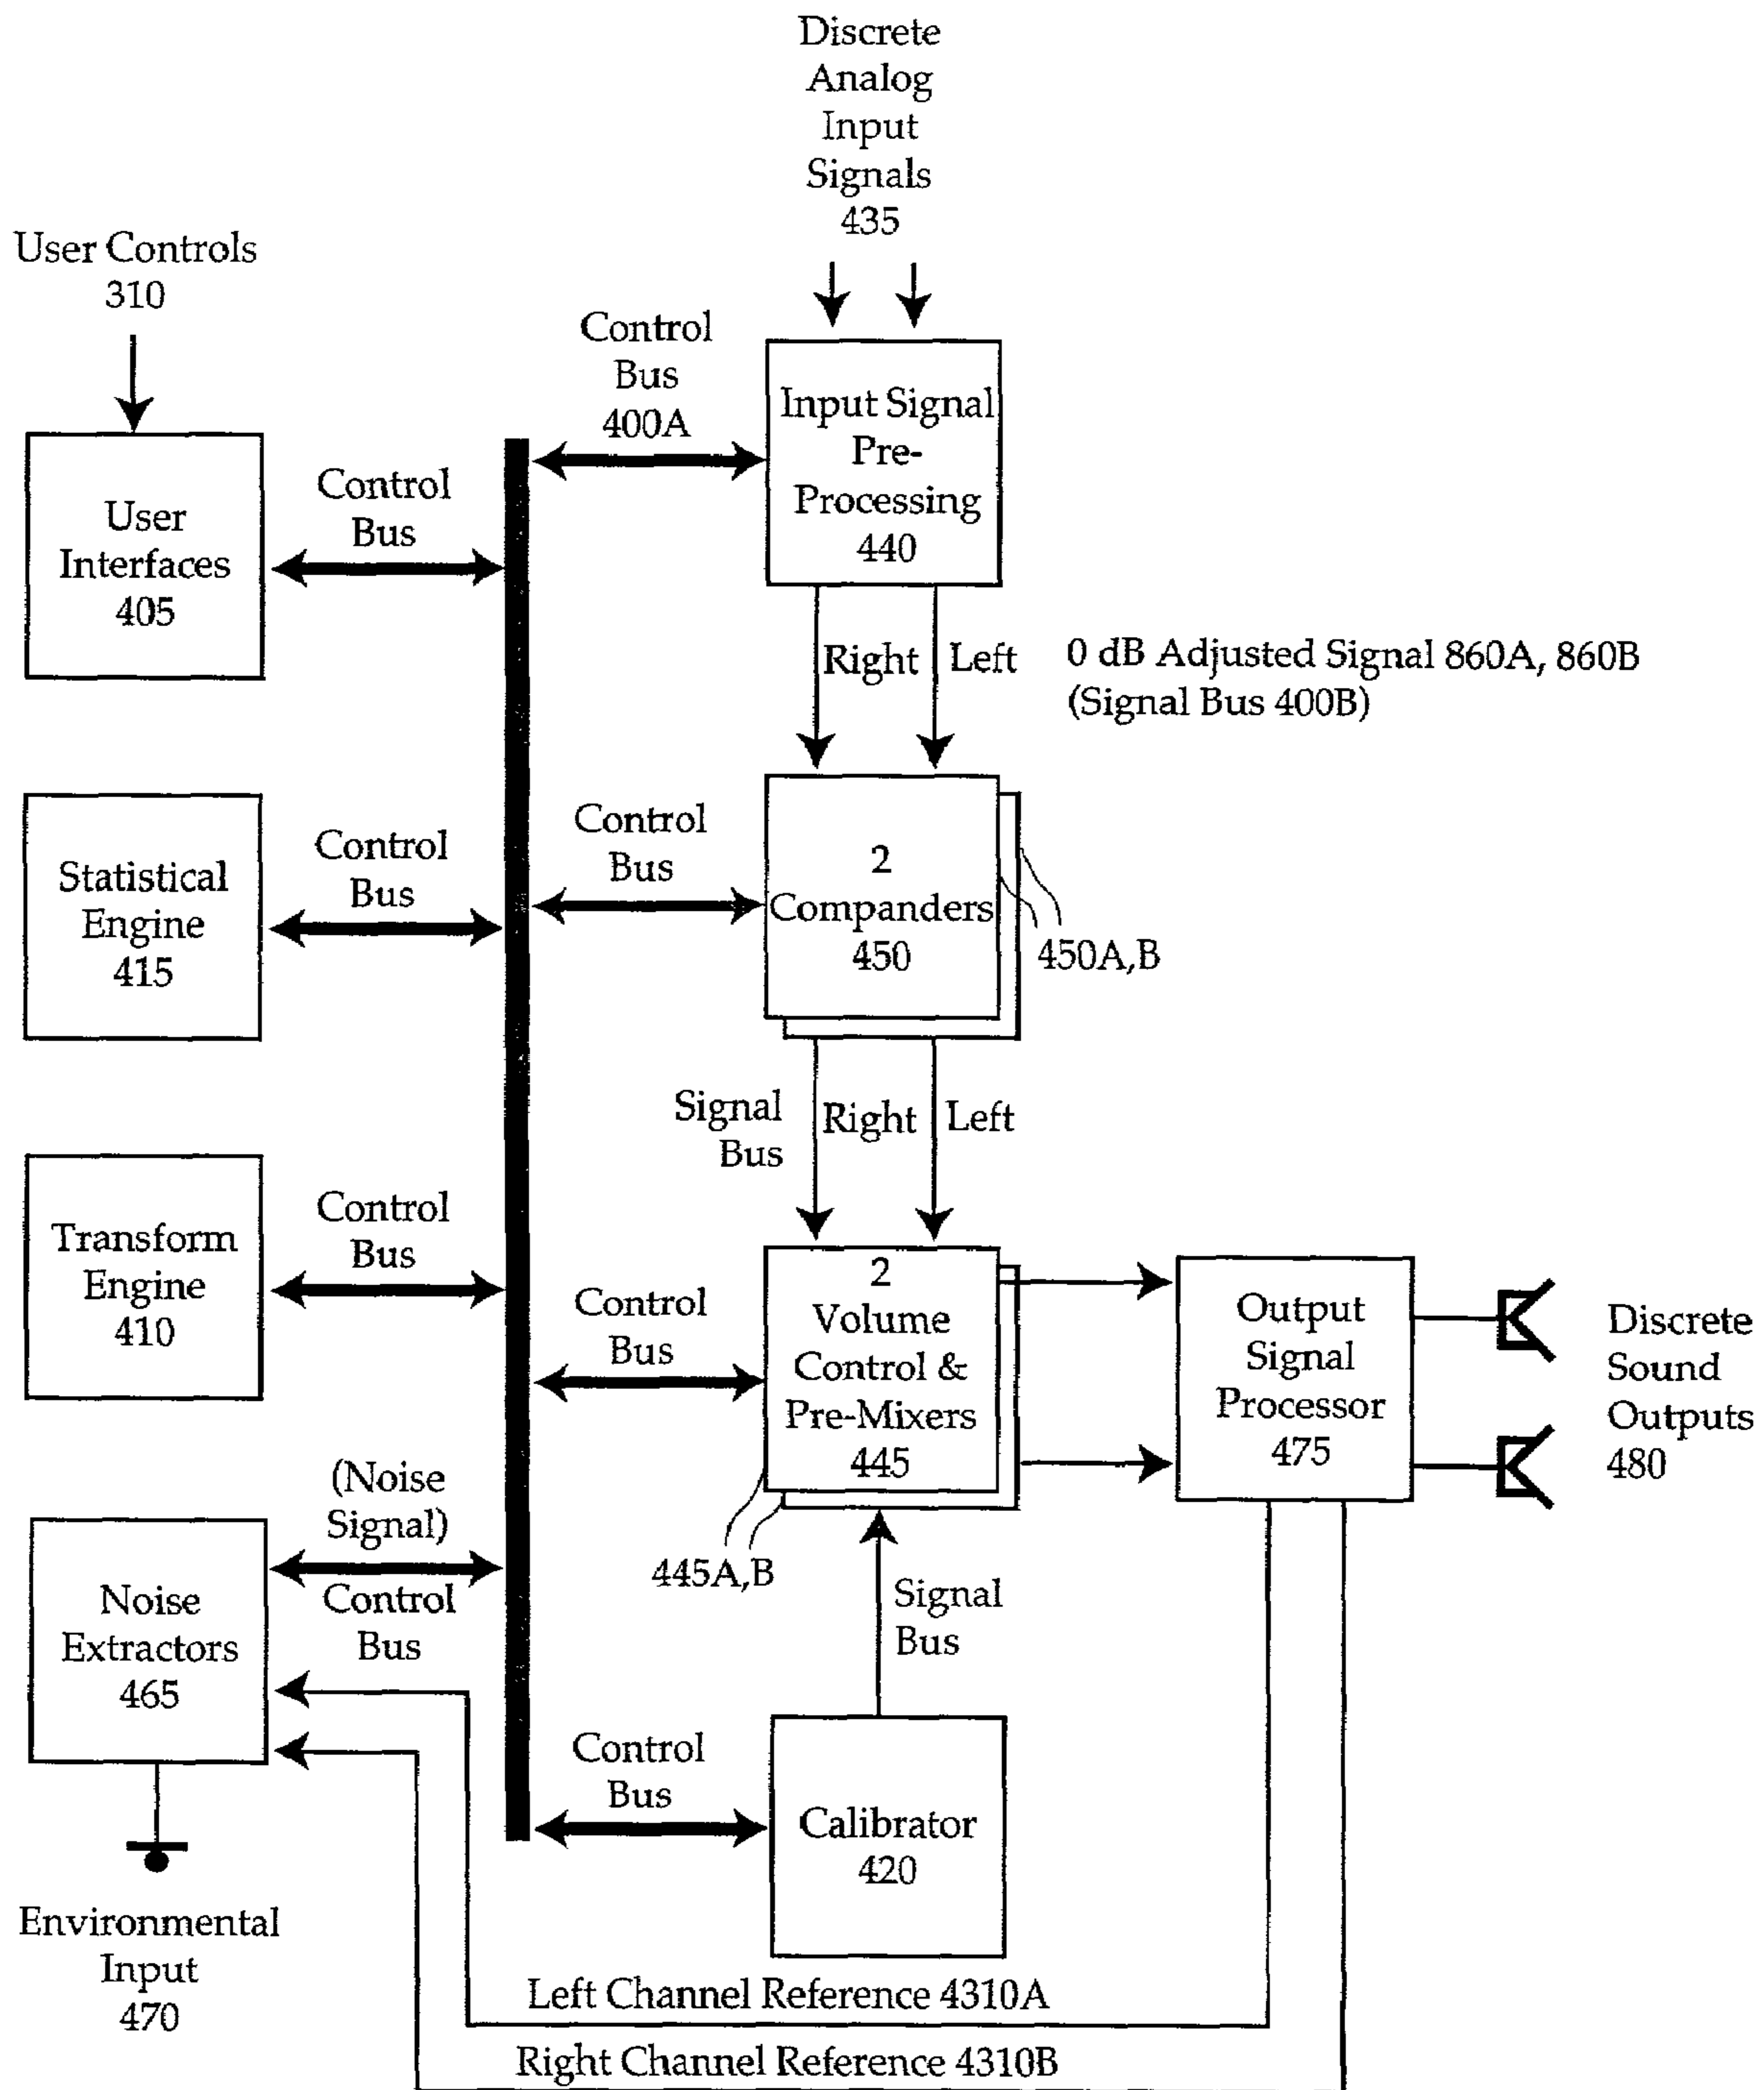 Discrete
Analog
Input
Signals
435
User Controls
310
Control
Bus
400A
Input Signal
Pre-
Processing
440
User
Interfaces
405
Control
Bus
Right
Left
0 dB Adjusted Signal 860A, 860B
(Signal Bus 400B)
Statistical
Engine
415
Control
Bus
Control
Bus
2
Companders
450
450A,B
Signal
Bus
Right
Left
Transform
Engine
410
Control
Bus
Control
Bus
2
Volume
Control &
Pre-Mixers
445
445A,B
Output
Signal
Processor
475
Discrete
Sound
Outputs
480
(Noise
Signal)
Control
Bus
Noise
Extractors
465
Signal
Bus
Control
Bus
Calibrator
420
Environmental
Input
470
Left Channel Reference 4310A
Right Channel Reference 4310B